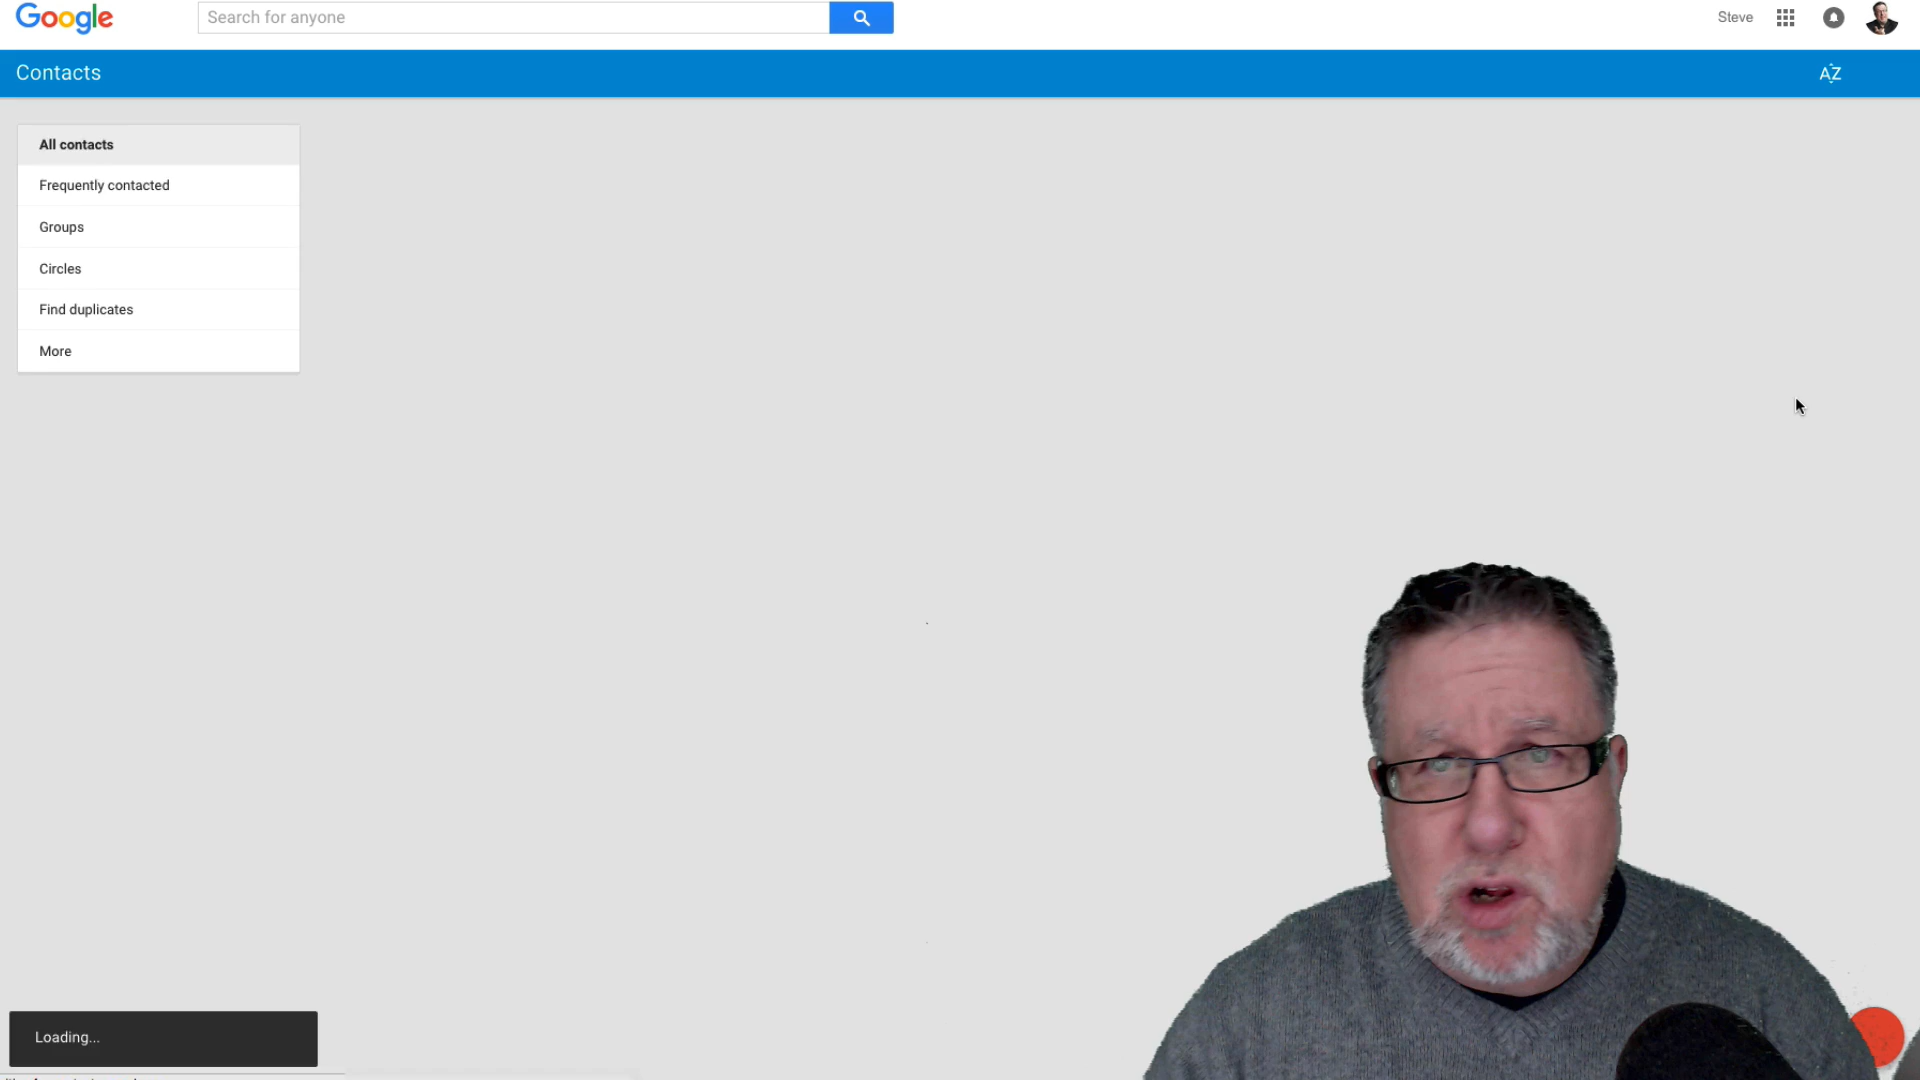 Google
Search for anyone
Steve
Contacts
AZ
All contacts
Frequently contacted
Groups
Circles
Find duplicates
More
Loading...